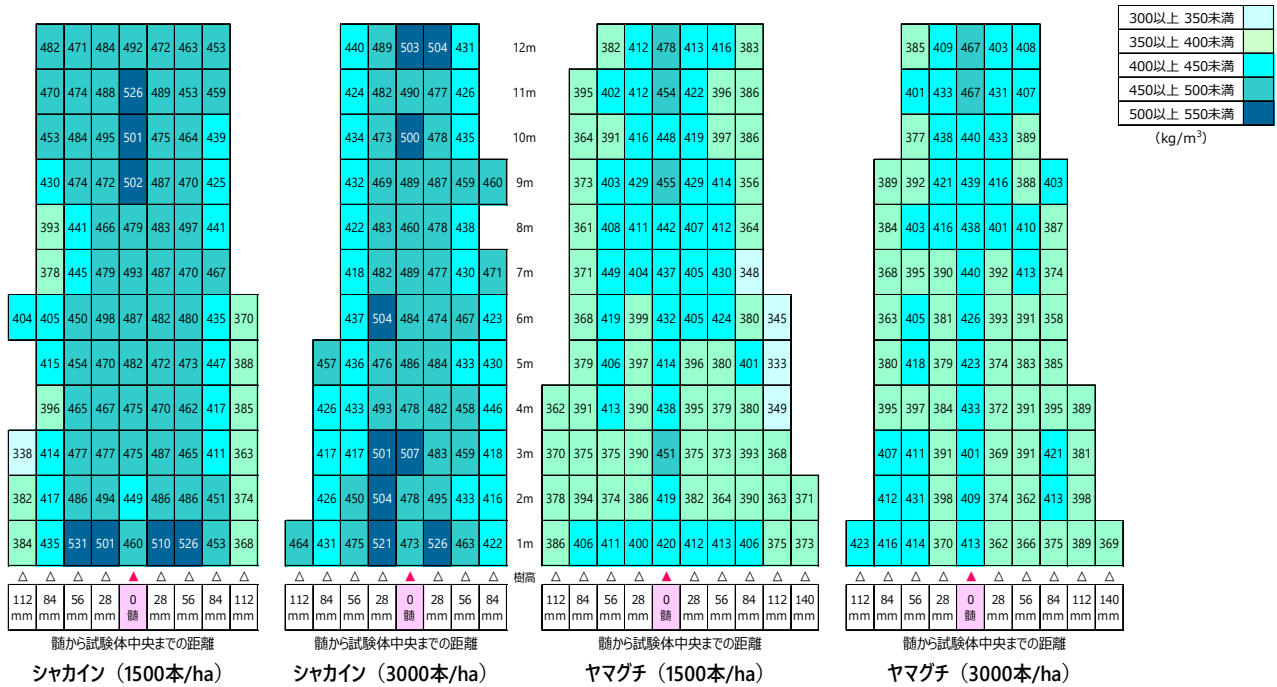 300以上 350未満
350以上 400未満
400以上 450未満
450以上 500未満
500以上 550未満
(kg/m³)
482 471 484 492 472 463 453 440 489 503 504 431 12m 382 412 478 413 416 383 385 409 467 403 408
470 474 488 526 489 453 459 424 482 490 477 426 11m 395 402 412 454 422 396 386 401 433 467 431 407
453 484 495 501 475 464 439 434 473 500 478 435 10m 364 391 416 448 419 397 386 377 438 440 433 389
430 474 472 502 487 470 425 432 469 489 487 459 460 9m 373 403 429 455 429 414 356 389 392 421 439 416 388 403
393 441 466 479 483 497 441 422 483 460 478 438 8m 361 408 411 442 407 412 364 384 403 416 438 401 410 387
378 445 479 493 487 470 467 418 482 489 477 430 471 7m 371 449 404 437 405 430 348 368 395 390 440 392 413 374
404 405 450 498 487 482 480 435 370 437 504 484 474 467 423 6m 368 419 399 432 405 424 380 345 363 405 381 426 393 391 358
415 454 470 482 472 473 447 388 457 436 476 486 484 433 430 5m 379 406 397 414 396 380 401 333 380 418 379 423 374 383 385
396 465 467 475 470 462 417 385 426 433 493 478 482 458 446 4m 362 391 413 390 438 395 379 380 349 395 397 384 433 372 391 395 389
338 414 477 477 475 487 465 411 363 417 417 501 507 483 459 418 3m 370 375 375 390 451 375 373 393 368 407 411 391 401 369 391 421 381
382 417 486 494 449 486 486 451 374 426 450 504 478 495 433 416 2m 378 394 374 386 419 382 364 390 363 371 412 431 398 409 374 362 413 398
384 435 531 501 460 510 526 453 368 464 431 475 521 473 526 463 422 1m 386 406 411 400 420 412 413 406 375 373 423 416 414 370 413 362 366 375 389 369
△ △ △ △ ▲ △ △ △ △ △ △ △ △ ▲ △ △ △ 樹高 △ △ △ △ ▲ △ △ △ △ △ △ △ △ △ ▲ △ △ △ △ △
112 84 56 28 0 28 56 84 112 112 84 56 28 0 28 56 84 112 84 56 28 0 28 56 84 112 140 112 84 56 28 0 28 56 84 112 140
mm mm mm mm 髄 mm mm mm mm mm mm mm mm 髄 mm mm mm mm mm mm mm 髄 mm mm mm mm mm mm mm mm mm 髄 mm mm mm mm mm
髄から試験体中央までの距離 髄から試験体中央までの距離 髄から試験体中央までの距離 髄から試験体中央までの距離
シャカイン（1500本/ha） シャカイン（3000本/ha） ヤマグチ（1500本/ha） ヤマグチ（3000本/ha）